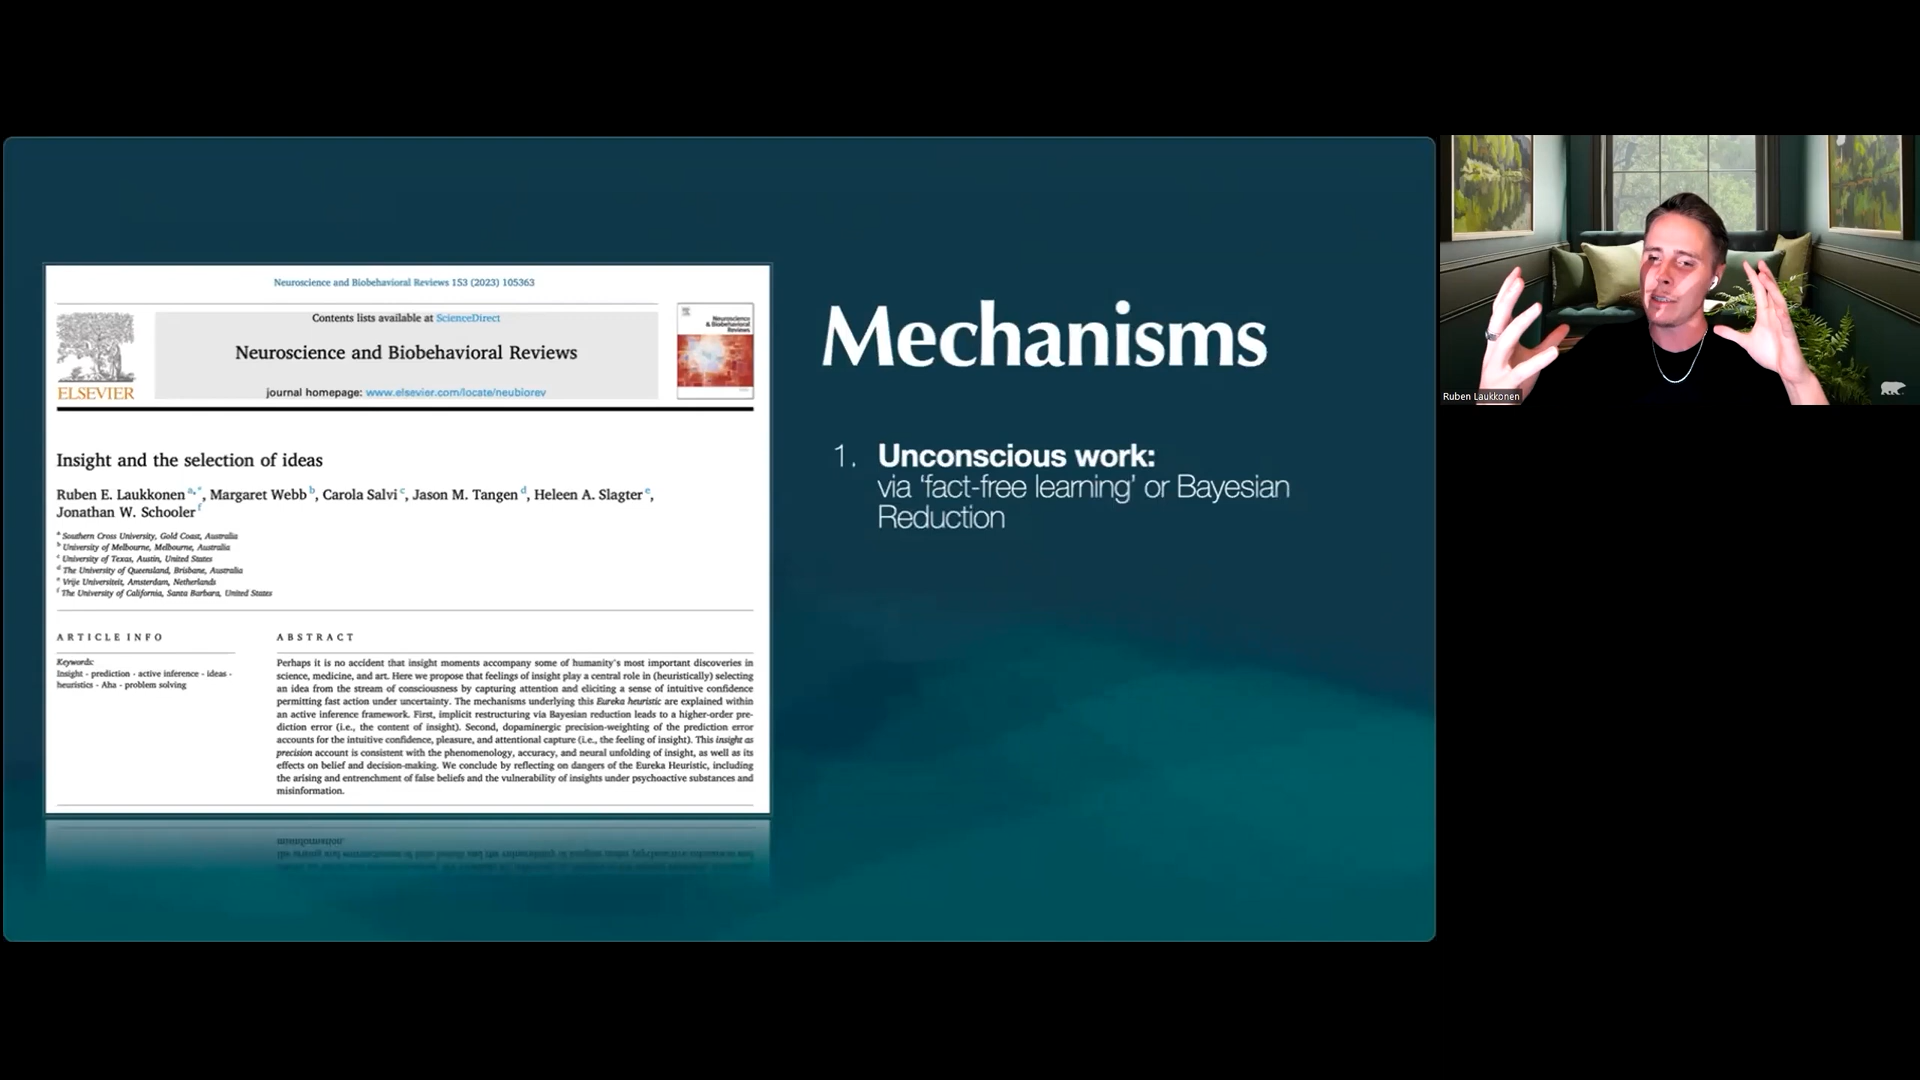 Neuroscience and Biobehavioral Reviews 153 (2023) 105363
Contents lists available at ScienceDirect
Neuroscience and Biobehavioral Reviews
journal homepage: www.elsevier.com/locate/neubiorev
ELSEVIER
Neuroscience
& Biobehavioral
Reviews
Insight and the selection of ideas
Ruben E. Laukkonen a,*, Margaret Webb b, Carola Salvi c, Jason M. Tangen d, Heleen A. Slagter e,
Jonathan W. Schooler f
a Southern Cross University, Gold Coast, Australia
b University of Melbourne, Melbourne, Australia
c University of Texas, Austin, United States
d The University of Queensland, Brisbane, Australia
e Vrije Universiteit, Amsterdam, Netherlands
f The University of California, Santa Barbara, United States
ARTICLE INFO
Keywords:
Insight - prediction - active inference - ideas -
heuristics - Aha - problem solving
ABSTRACT
Perhaps it is no accident that insight moments accompany some of humanity's most important discoveries in
science, medicine, and art. Here we propose that feelings of insight play a central role in (heuristically) selecting
an idea from the stream of consciousness by capturing attention and eliciting a sense of intuitive confidence
permitting fast action under uncertainty. The mechanisms underlying this Eureka heuristic are explained within
an active inference framework. First, implicit restructuring via Bayesian reduction leads to a higher-order pre-
diction error (i.e., the content of insight). Second, dopaminergic precision-weighting of the prediction error
accounts for the intuitive confidence, pleasure, and attentional capture (i.e., the feeling of insight). This insight as
precision account is consistent with the phenomenology, accuracy, and neural unfolding of insight, as well as its
effects on belief and decision-making. We conclude by reflecting on dangers of the Eureka Heuristic, including
the arising and entrenchment of false beliefs and the vulnerability of insights under psychoactive substances and
misinformation.
Mechanisms
1. Unconscious work:
via 'fact-free learning' or Bayesian
Reduction
Ruben Laukkonen